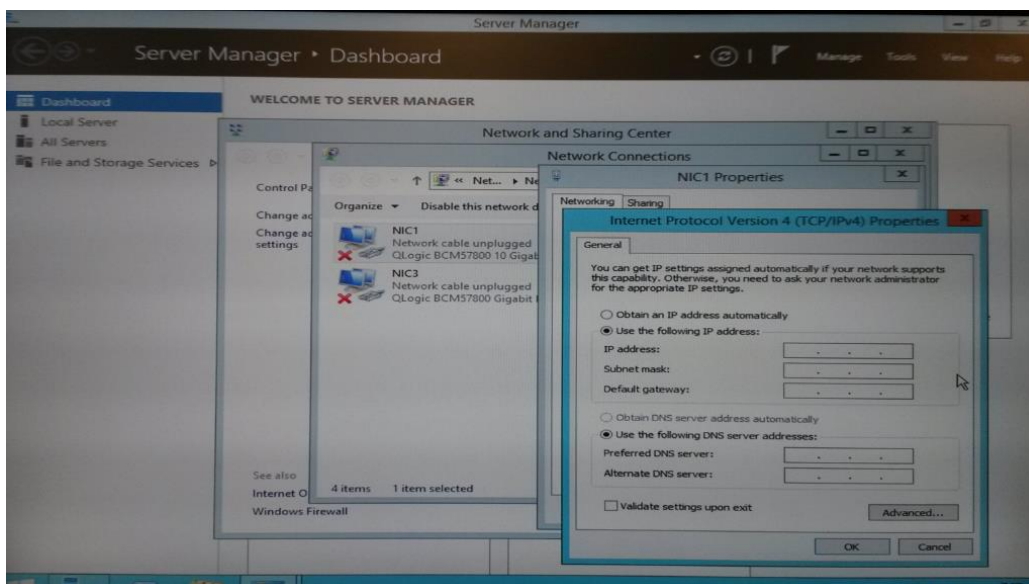 Server Manager
Server Manager ‣ Dashboard
Manage Tools View Help
Dashboard
Local Server
All Servers
File and Storage Services
WELCOME TO SERVER MANAGER
Network and Sharing Center
Control Pa
Change ad
Change ad
settings
See also
Internet O
Windows Firewall
Network Connections
« Net... ‣ Ne
Organize Disable this network d
NIC1
Network cable unplugged
QLogic BCM57800 10 Gigab
NIC3
Network cable unplugged
QLogic BCM57800 Gigabit
4 items 1 item selected
NIC1 Properties
Networking Sharing
Internet Protocol Version 4 (TCP/IPv4) Properties
General
You can get IP settings assigned automatically if your network supports
this capability. Otherwise, you need to ask your network administrator
for the appropriate IP settings.
Obtain an IP address automatically
Use the following IP address:
IP address:
Subnet mask:
Default gateway:
Obtain DNS server address automatically
Use the following DNS server addresses:
Preferred DNS server:
Alternate DNS server:
Validate settings upon exit
Advanced...
OK Cancel